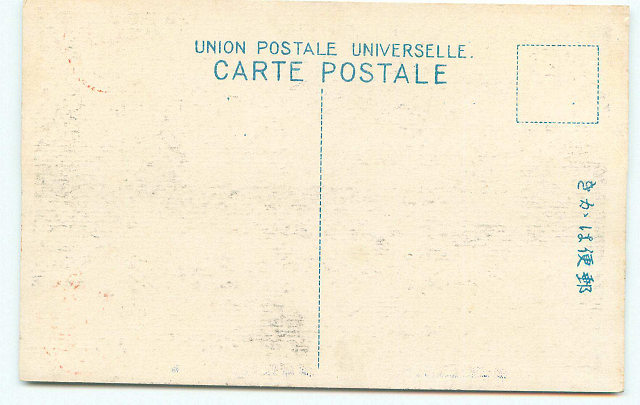 UNION POSTALE UNIVERSELLE.
CARTE POSTALE
郵便はかき